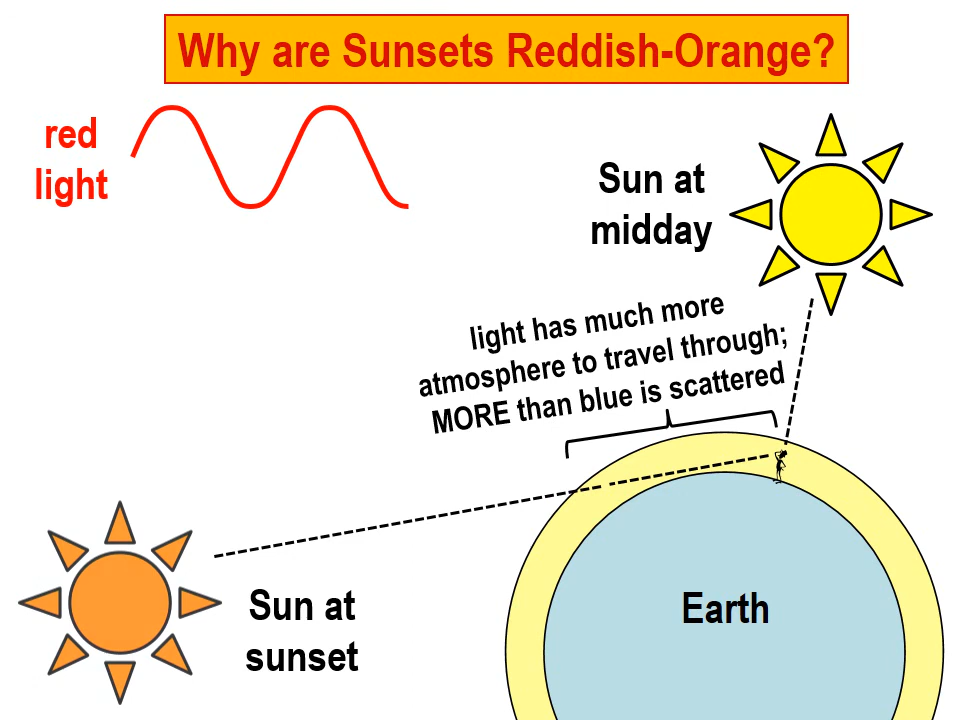 Why are Sunsets Reddish-Orange?
red
light
Sun at
midday
light has much more
atmosphere to travel through;
MORE than blue is scattered
Sun at
sunset
Earth